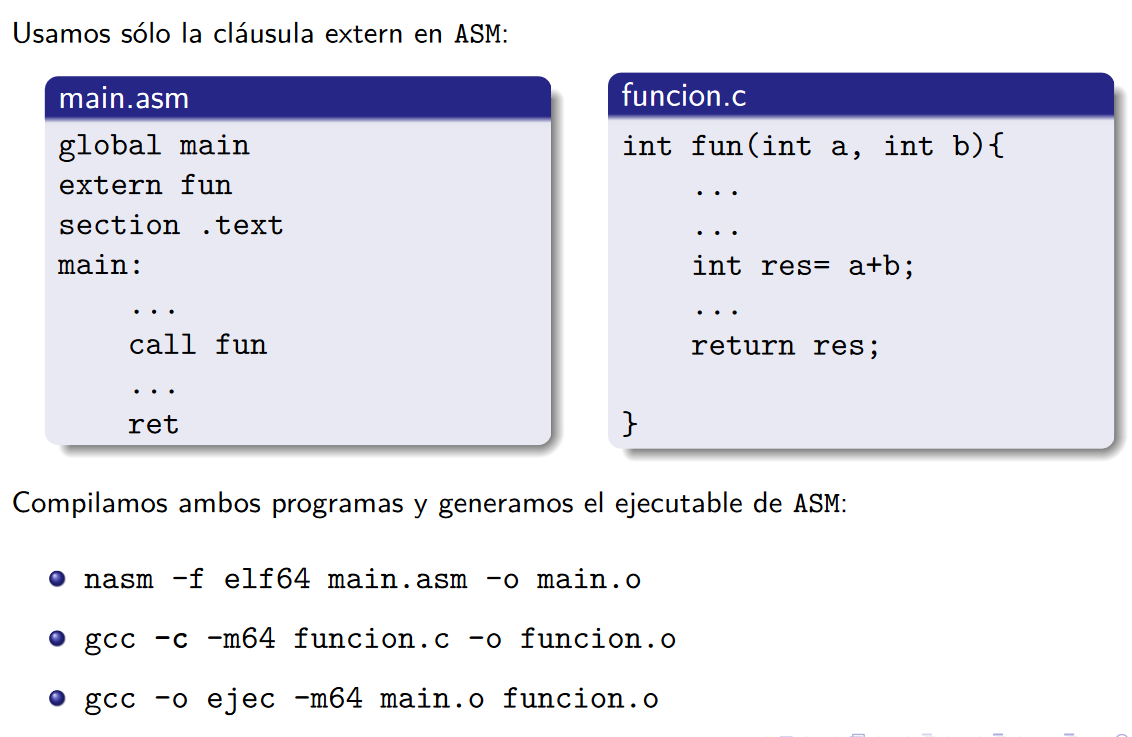 Usamos sólo la cláusula extern en ASM:
main.asm
global main
extern fun
section .text
main:
...
call fun
...
ret
funcion.c
int fun(int a, int b){
...
...
int res= a+b;
...
return res;
}
Compilamos ambos programas y generamos el ejecutable de ASM:
nasm -f elf64 main.asm -o main.o
gcc -c -m64 funcion.c -o funcion.o
gcc -o ejec -m64 main.o funcion.o